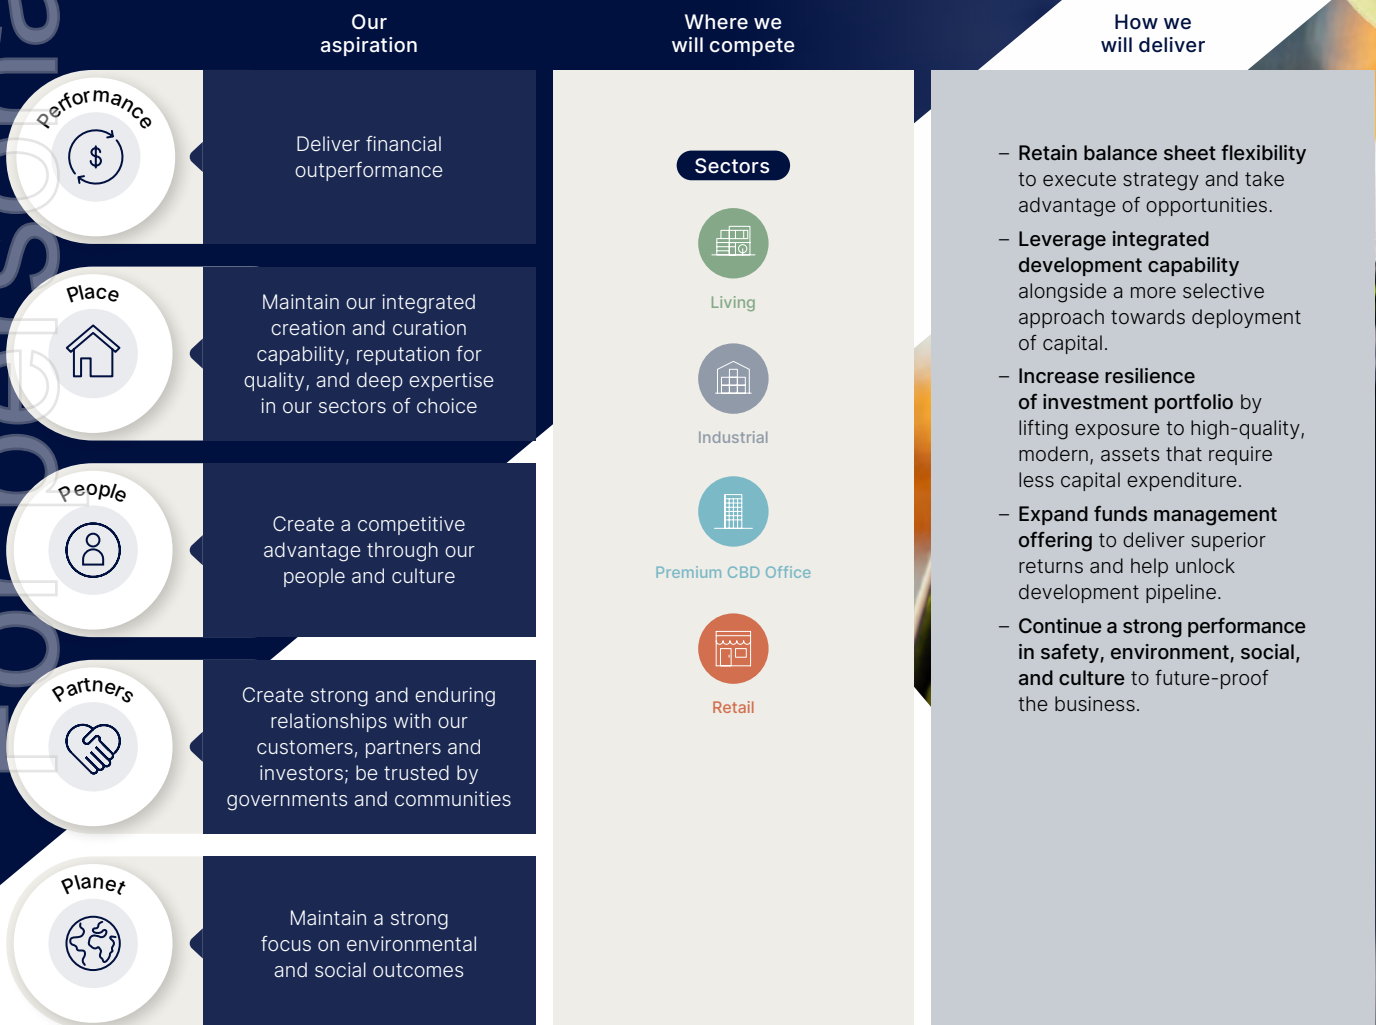 Our
aspiration
Where we
will compete
How we
will deliver
Performance
$
Deliver financial
outperformance
Place
Maintain our integrated
creation and curation
capability, reputation for
quality, and deep expertise
in our sectors of choice
People
Create a competitive
advantage through our
people and culture
Partners
Create strong and enduring
relationships with our
customers, partners and
investors; be trusted by
governments and communities
Planet
Maintain a strong
focus on environmental
and social outcomes
Sectors
Living
Industrial
Premium CBD Office
Retail
– Retain balance sheet flexibility
to execute strategy and take
advantage of opportunities.
– Leverage integrated
development capability
alongside a more selective
approach towards deployment
of capital.
– Increase resilience
of investment portfolio by
lifting exposure to high-quality,
modern, assets that require
less capital expenditure.
– Expand funds management
offering to deliver superior
returns and help unlock
development pipeline.
– Continue a strong performance
in safety, environment, social,
and culture to future-proof
the business.
For persona